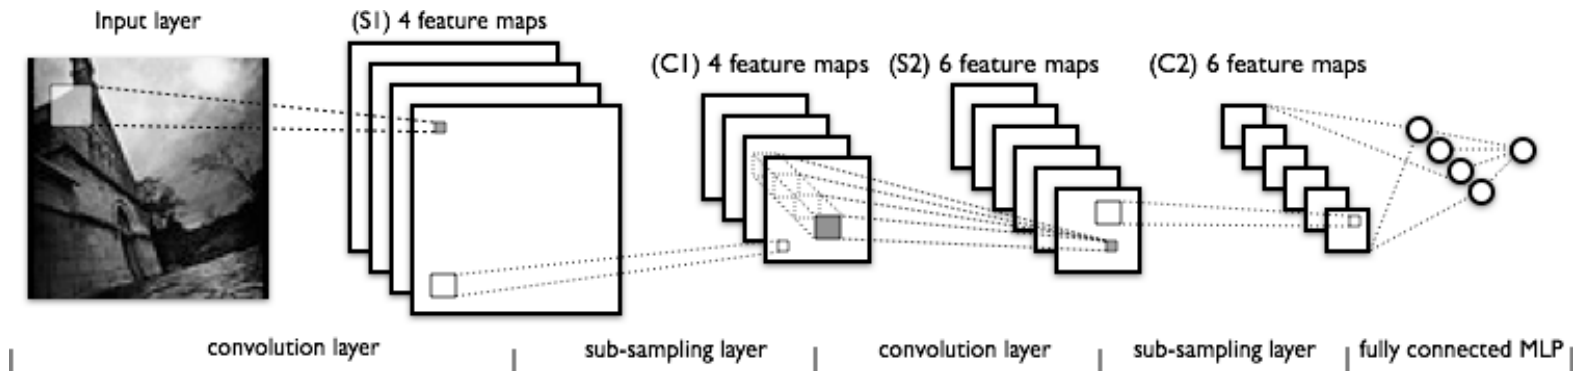 Input layer
(S1) 4 feature maps
(C1) 4 feature maps
(S2) 6 feature maps
(C2) 6 feature maps
convolution layer
sub-sampling layer
convolution layer
sub-sampling layer
fully connected MLP